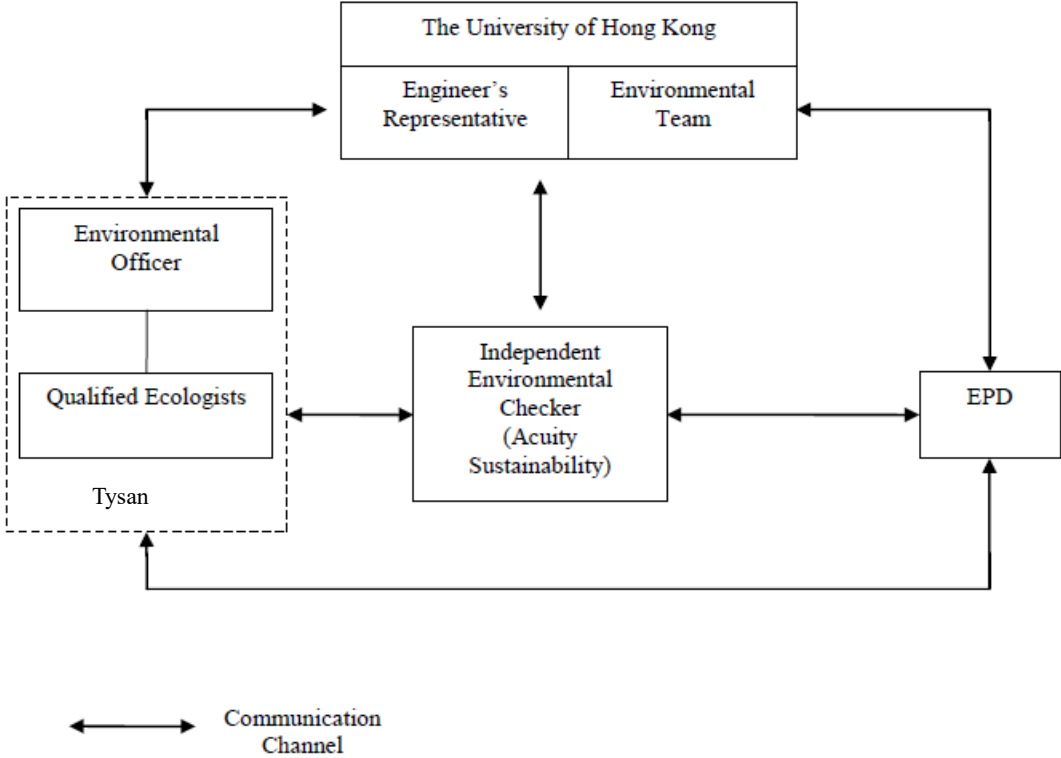 The University of Hong Kong
Engineer’s
Representative
Environmental
Team
Environmental
Officer
Qualified Ecologists
Tysan
Independent
Environmental
Checker
(Acuity
Sustainability)
EPD
Communication
Channel